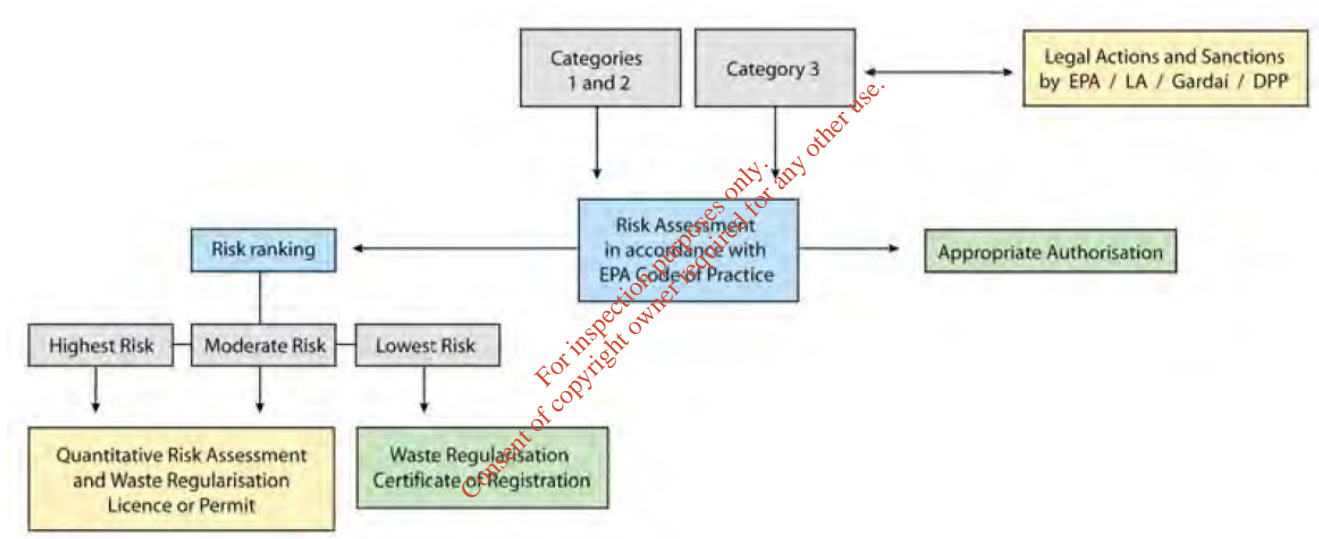 Categories
1 and 2
Category 3
Legal Actions and Sanctions
by EPA / LA / Gardaí / DPP
Risk Assessment
in accordance with
EPA Code of Practice
Risk ranking
Appropriate Authorisation
Highest Risk
Moderate Risk
Lowest Risk
Quantitative Risk Assessment
and Waste Regularisation
Licence or Permit
Waste Regularisation
Certificate of Registration
For inspection purposes only.
Consent of copyright owner required for any other use.